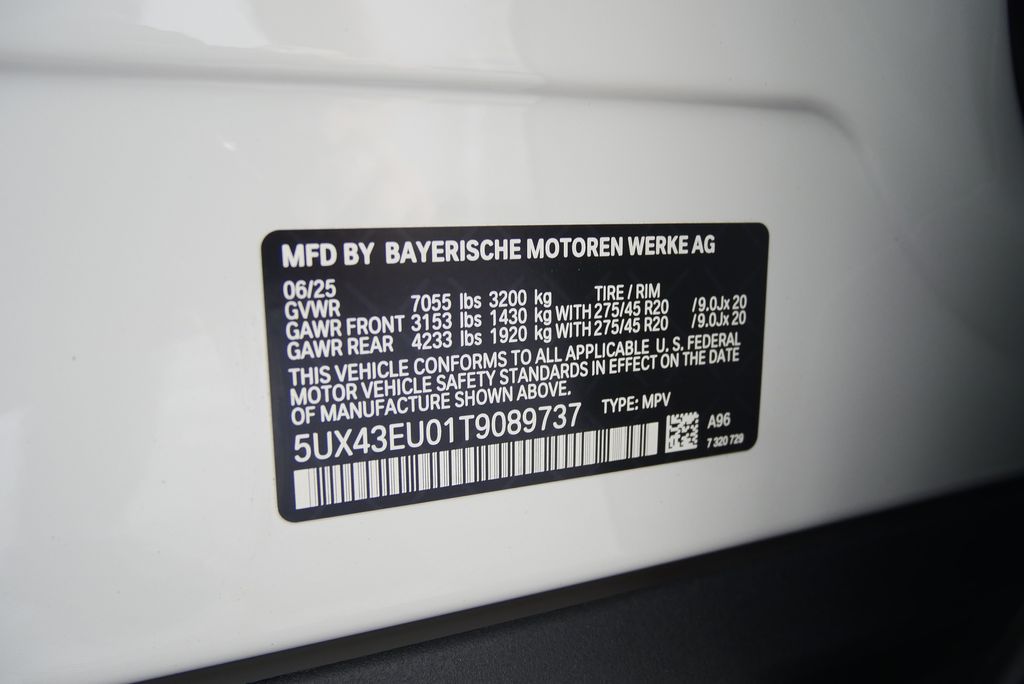 MFD BY BAYERISCHE MOTOREN WERKE AG
06/25 TIRE / RIM
GVWR 7055 lbs 3200 kg
GAWR FRONT 3153 lbs 1430 kg WITH 275/45 R20 /9.0Jx20
GAWR REAR 4233 lbs 1920 kg WITH 275/45 R20 /9.0Jx20
THIS VEHICLE CONFORMS TO ALL APPLICABLE U.S. FEDERAL
MOTOR VEHICLE SAFETY STANDARDS IN EFFECT ON THE DATE
OF MANUFACTURE SHOWN ABOVE.
5UX43EU01T9089737 TYPE: MPV
A96
7 320 729